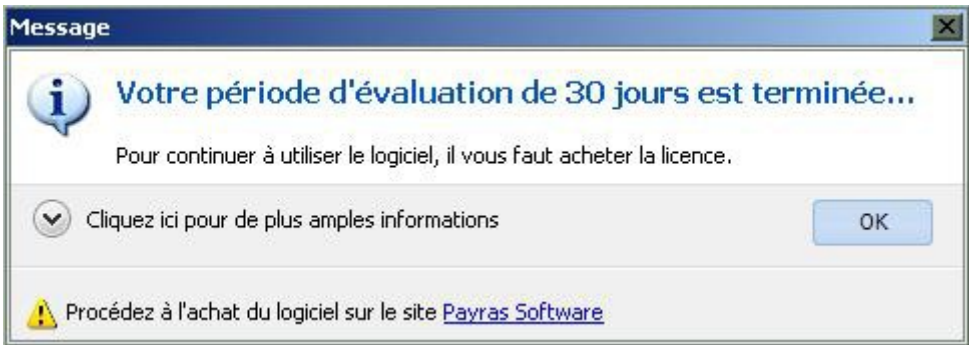 Message
Votre période d'évaluation de 30 jours est terminée...
Pour continuer à utiliser le logiciel, il vous faut acheter la licence.
Cliquez ici pour de plus amples informations
OK
Procédez à l'achat du logiciel sur le site Payras Software